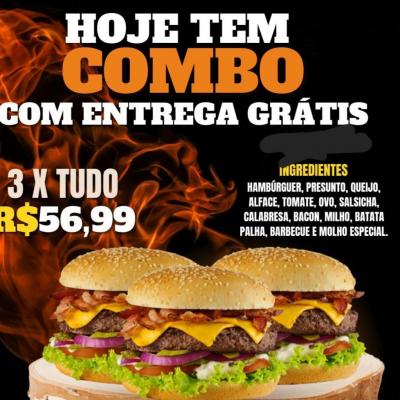 HOJE TEM
COMBO
COM ENTREGA GRÁTIS
3 X TUDO
R$56,99
INGREDIENTES
HAMBÚRGUER, PRESUNTO, QUEIJO,
ALFACE, TOMATE, OVO, SALSICHA,
CALABRESA, BACON, MILHO, BATATA
PALHA, BARBECUE E MOLHO ESPECIAL.